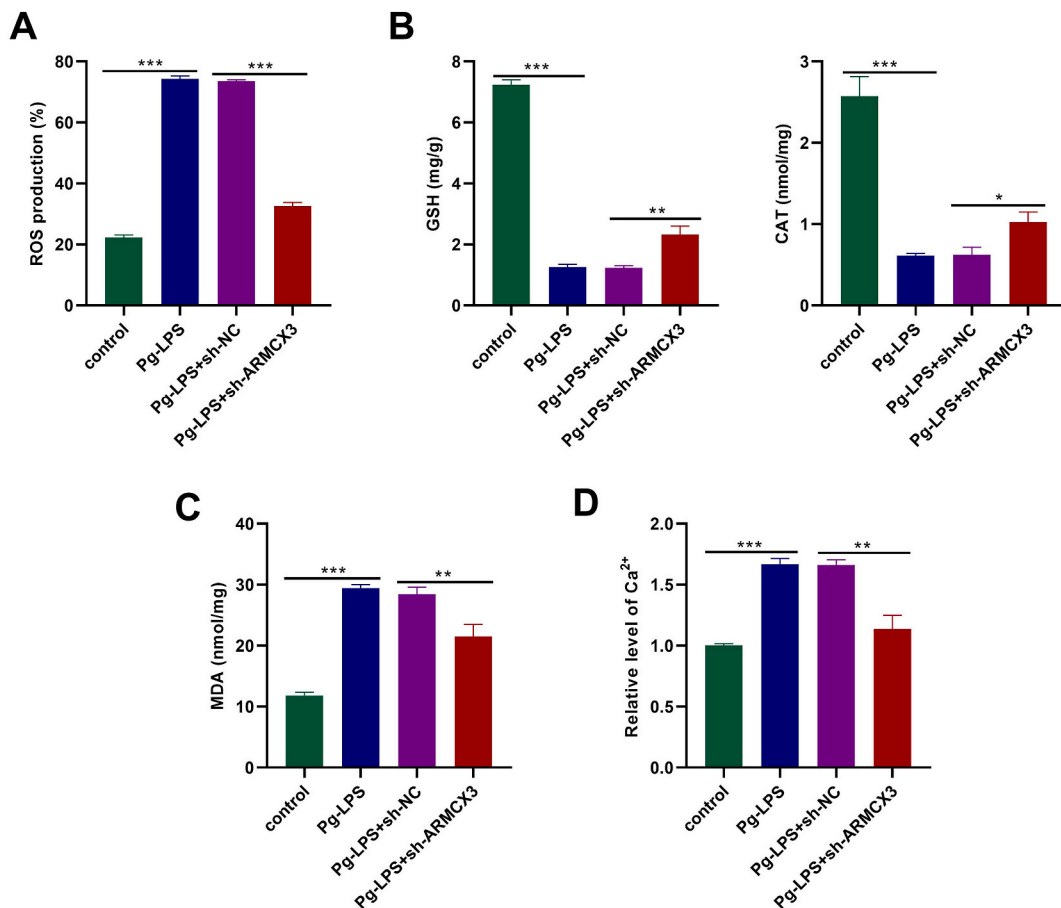 A
ROS production (%)
80
60
40
20
0
***
***
control
Pg-LPS
Pg-LPS+sh-NC
Pg-LPS+sh-ARMCX3
B
GSH (mg/g)
8
6
4
2
0
***
**
control
Pg-LPS
Pg-LPS+sh-NC
Pg-LPS+sh-ARMCX3
CAT (nmol/mg)
3
2
1
0
***
*
control
Pg-LPS
Pg-LPS+sh-NC
Pg-LPS+sh-ARMCX3
C
MDA (nmol/mg)
40
30
20
10
0
***
**
control
Pg-LPS
Pg-LPS+sh-NC
Pg-LPS+sh-ARMCX3
D
Relative level of Ca²⁺
2.0
1.5
1.0
0.5
0.0
***
**
control
Pg-LPS
Pg-LPS+sh-NC
Pg-LPS+sh-ARMCX3